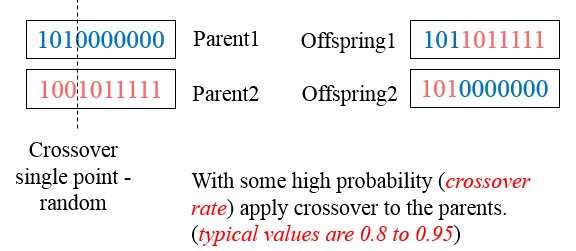 1010000000 Parent1 Offspring1 1011011111
1001011111 Parent2 Offspring2 1010000000
Crossover
single point -
random
With some high probability (crossover
rate) apply crossover to the parents.
(typical values are 0.8 to 0.95)